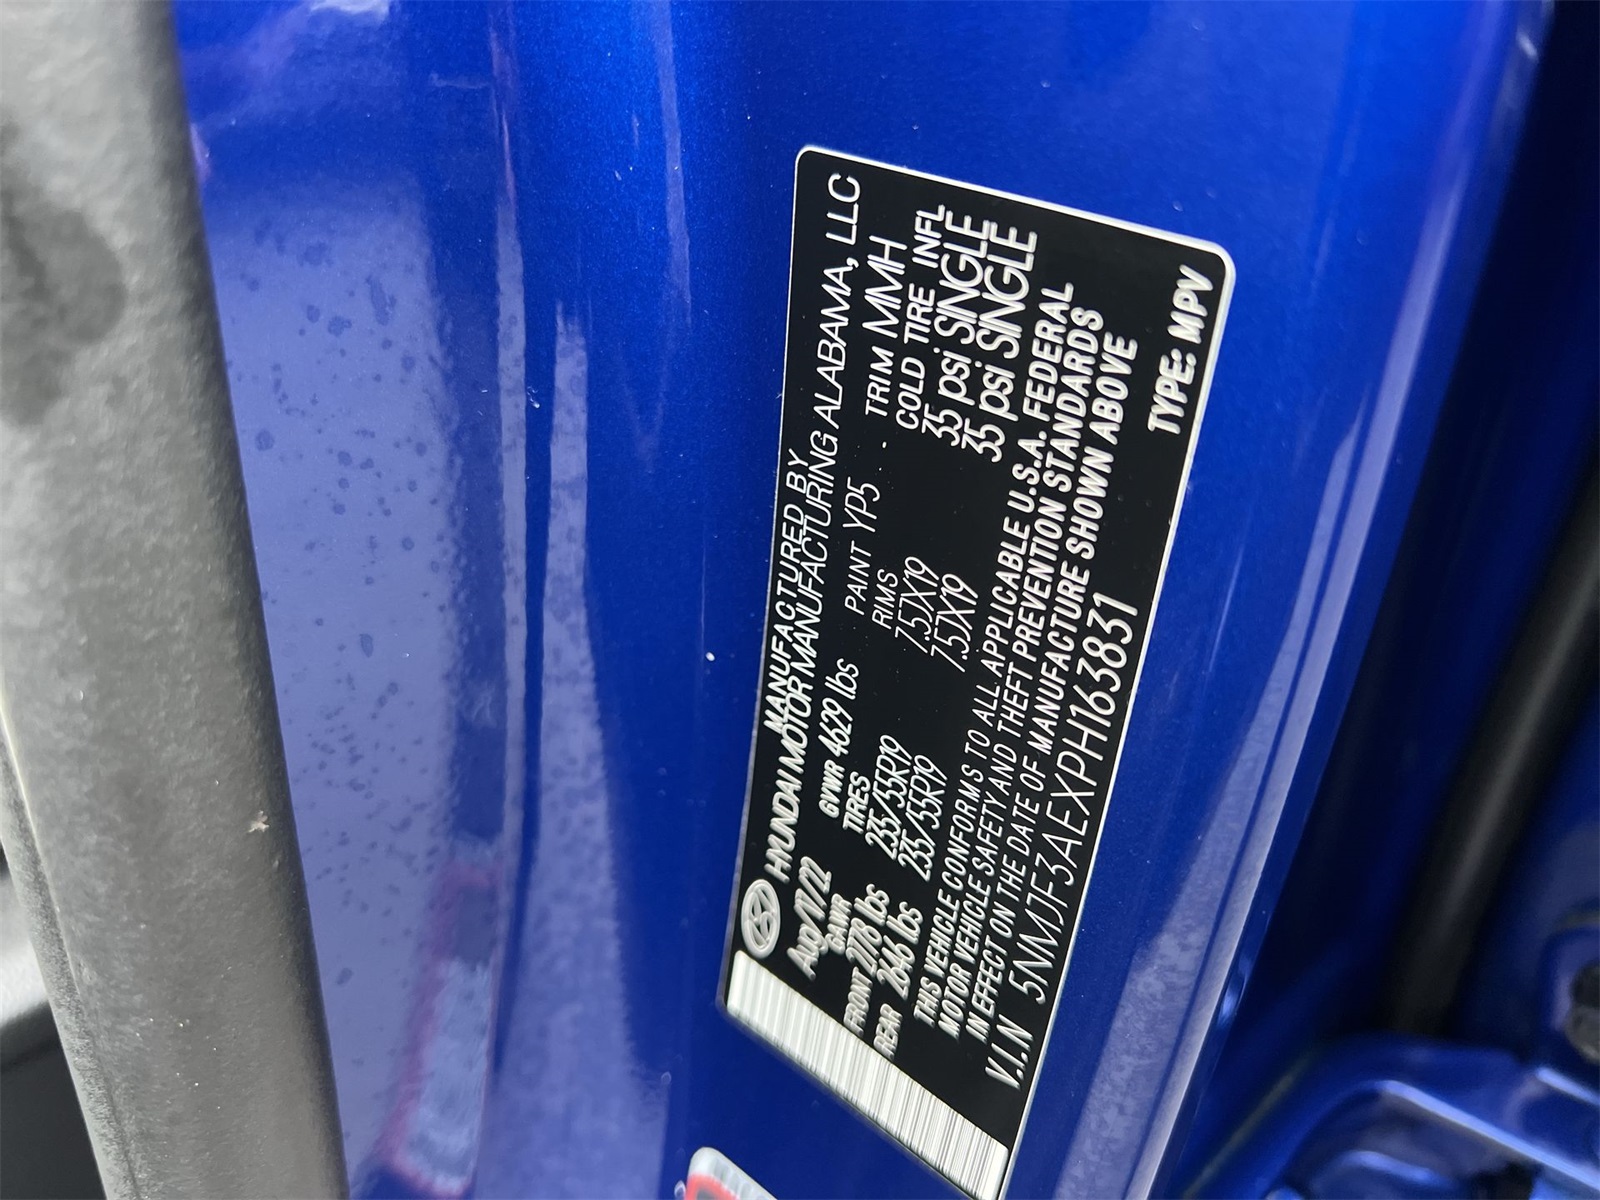 MANUFACTURED BY
HYUNDAI MOTOR MANUFACTURING ALABAMA, LLC
Aug/17/22 GVWR 4629 lbs PAINT YP5 TRIM MMH
GAWR TIRES RIMS COLD TIRE INFL
FRONT 2778 lbs 235/55R19 7.5JX19 35 psi SINGLE
REAR 2646 lbs 235/55R19 7.5JX19 35 psi SINGLE
THIS VEHICLE CONFORMS TO ALL APPLICABLE U.S.A. FEDERAL
MOTOR VEHICLE SAFETY AND THEFT PREVENTION STANDARDS
IN EFFECT ON THE DATE OF MANUFACTURE SHOWN ABOVE
V.I.N 5NMJF3AEXPH163831 TYPE: MPV